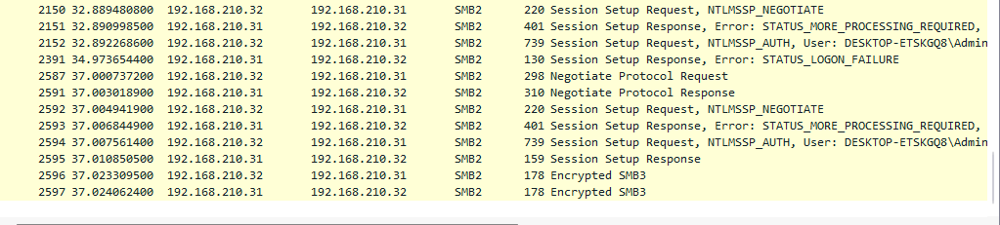 2150 32.889480800 192.168.210.32 192.168.210.31 SMB2 220 Session Setup Request, NTLMSSP_NEGOTIATE
2151 32.890998500 192.168.210.31 192.168.210.32 SMB2 401 Session Setup Response, Error: STATUS_MORE_PROCESSING_REQUIRED,
2152 32.892268600 192.168.210.32 192.168.210.31 SMB2 739 Session Setup Request, NTLMSSP_AUTH, User: DESKTOP-ETSKGQ8\Admin
2391 34.973654400 192.168.210.31 192.168.210.32 SMB2 130 Session Setup Response, Error: STATUS_LOGON_FAILURE
2587 37.000737200 192.168.210.32 192.168.210.31 SMB2 298 Negotiate Protocol Request
2591 37.003018900 192.168.210.31 192.168.210.32 SMB2 310 Negotiate Protocol Response
2592 37.004941900 192.168.210.32 192.168.210.31 SMB2 220 Session Setup Request, NTLMSSP_NEGOTIATE
2593 37.006844900 192.168.210.31 192.168.210.32 SMB2 401 Session Setup Response, Error: STATUS_MORE_PROCESSING_REQUIRED,
2594 37.007561400 192.168.210.32 192.168.210.31 SMB2 739 Session Setup Request, NTLMSSP_AUTH, User: DESKTOP-ETSKGQ8\Admin
2595 37.010850500 192.168.210.31 192.168.210.32 SMB2 159 Session Setup Response
2596 37.023309500 192.168.210.32 192.168.210.31 SMB2 178 Encrypted SMB3
2597 37.024062400 192.168.210.31 192.168.210.32 SMB2 178 Encrypted SMB3